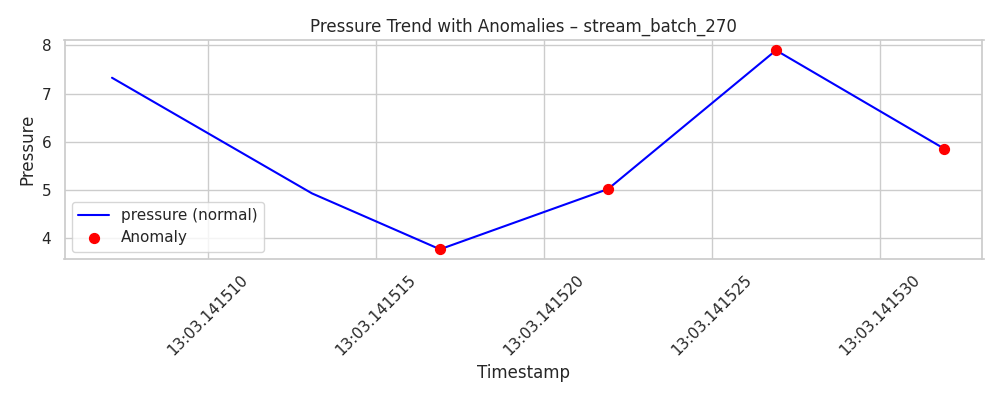 Pressure Trend with Anomalies – stream_batch_270
Pressure
8
7
6
5
4
pressure (normal)
Anomaly
13:03.141510
13:03.141515
13:03.141520
13:03.141525
13:03.141530
Timestamp